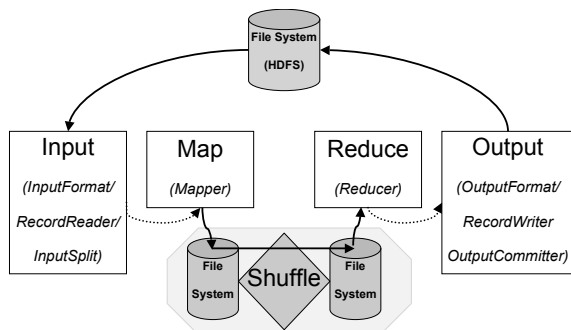 File System
(HDFS)
Input
(InputFormat/
RecordReader/
InputSplit)
Map
(Mapper)
Reduce
(Reducer)
Output
(OutputFormat/
RecordWriter
OutputCommitter)
File
System
Shuffle
File
System